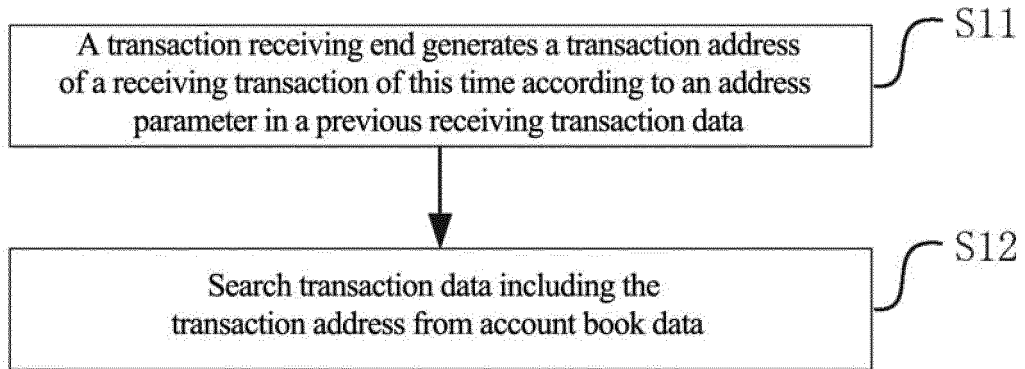 A transaction receiving end generates a transaction address
of a receiving transaction of this time according to an address
parameter in a previous receiving transaction data
S11
Search transaction data including the
transaction address from account book data
S12